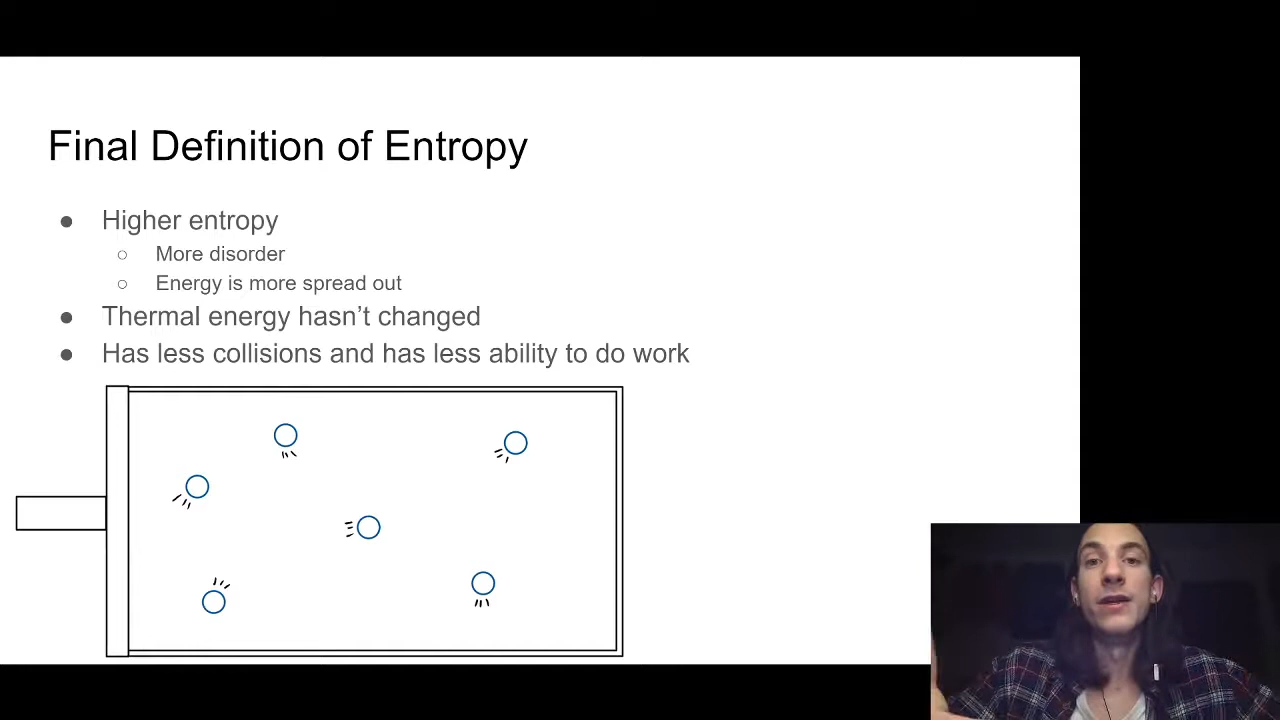 Final Definition of Entropy
Higher entropy
More disorder
Energy is more spread out
Thermal energy hasn’t changed
Has less collisions and has less ability to do work